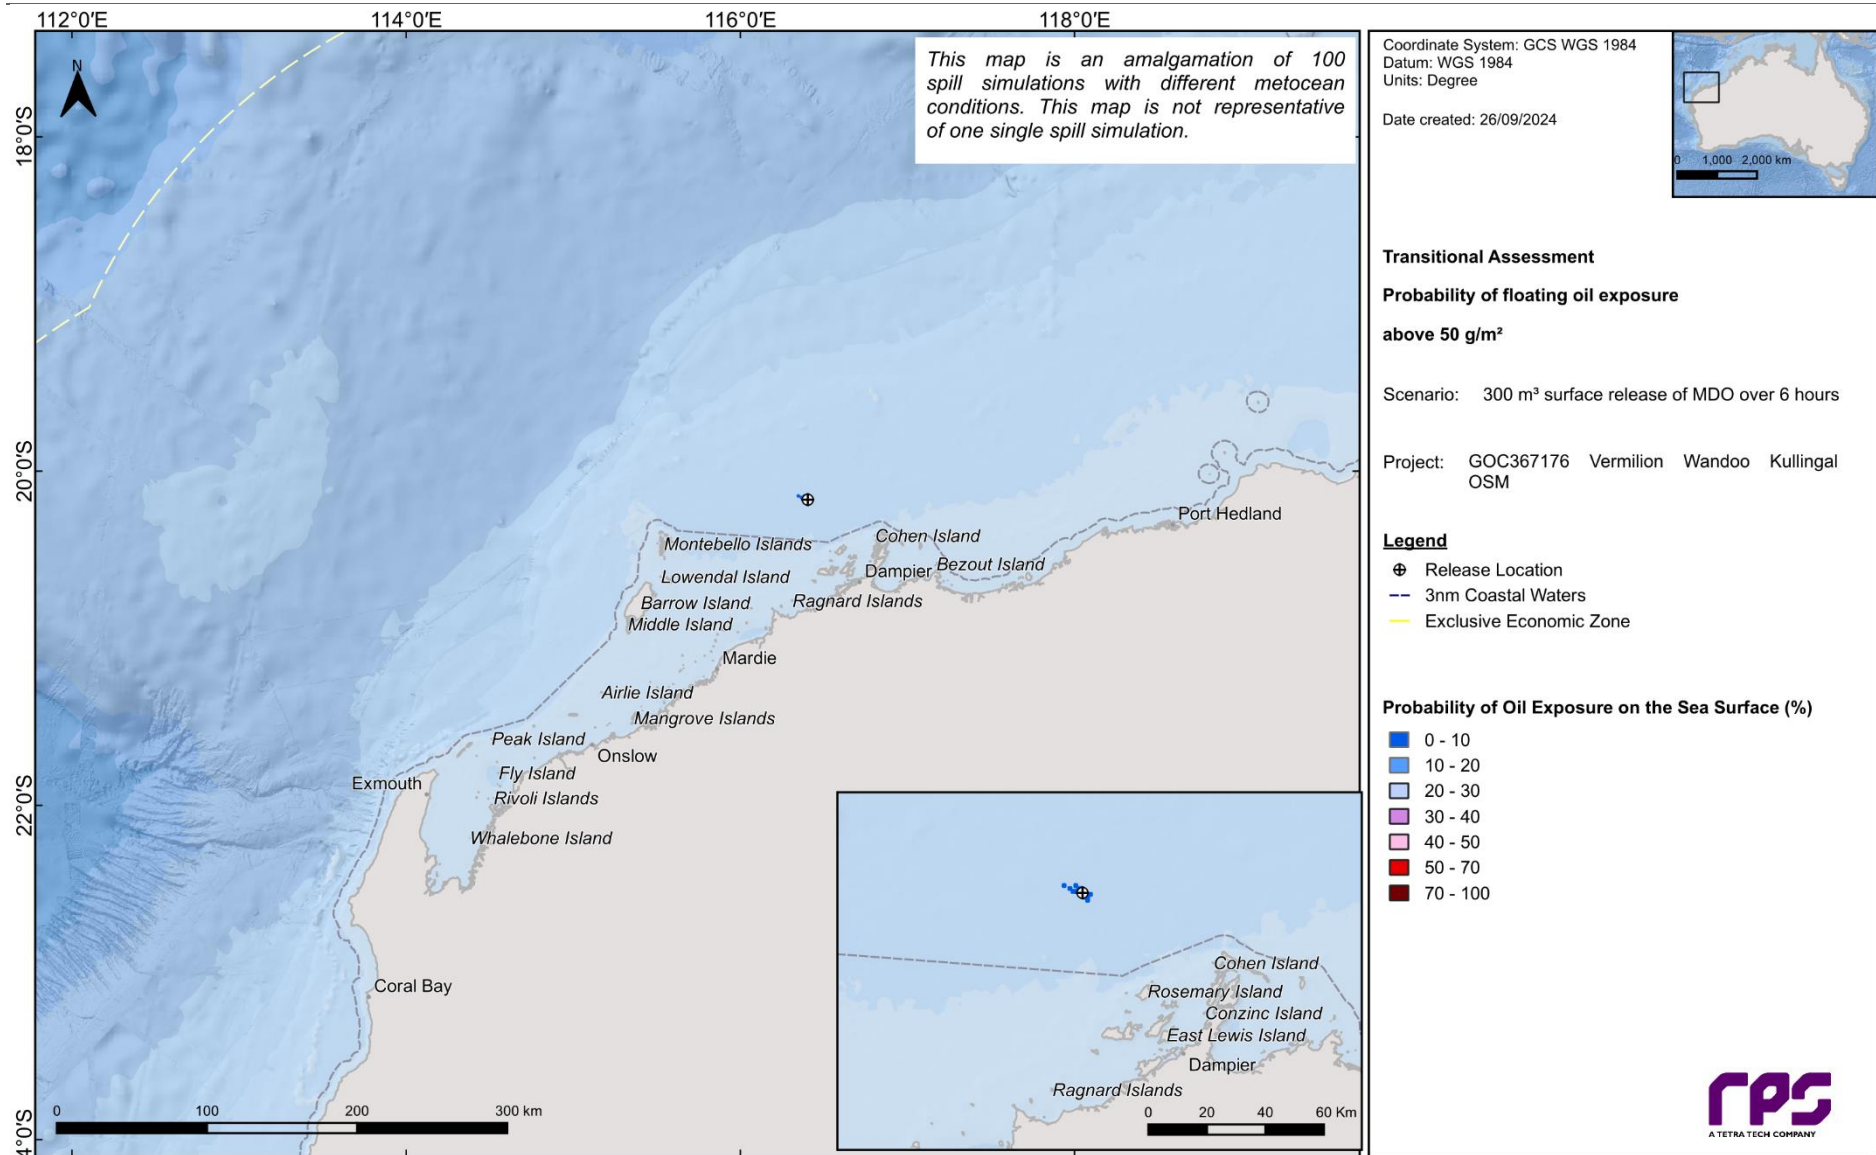 112°0′E
114°0′E
116°0′E
118°0′E
18°0′S
20°0′S
22°0′S
4°0′S
N
This map is an amalgamation of 100
spill simulations with different metocean
conditions. This map is not representative
of one single spill simulation.
Cohen Island
Port Hedland
Montebello Islands
Dampier
Bezout Island
Lowendal Island
Barrow Island
Ragnard Islands
Middle Island
Mardie
Airlie Island
Mangrove Islands
Peak Island
Onslow
Fly Island
Exmouth
Rivoli Islands
Whalebone Island
Coral Bay
0 100 200 300 km
Cohen Island
Rosemary Island
Conzinc Island
East Lewis Island
Dampier
Ragnard Islands
0 20 40 60 Km
Coordinate System: GCS WGS 1984
Datum: WGS 1984
Units: Degree
Date created: 26/09/2024
0 1,000 2,000 km
Transitional Assessment
Probability of floating oil exposure
above 50 g/m²
Scenario: 300 m³ surface release of MDO over 6 hours
Project: GOC367176 Vermilion Wandoo Kullingal
OSM
Legend
Release Location
3nm Coastal Waters
Exclusive Economic Zone
Probability of Oil Exposure on the Sea Surface (%)
0 - 10
10 - 20
20 - 30
30 - 40
40 - 50
50 - 70
70 - 100
rps
A TETRA TECH COMPANY